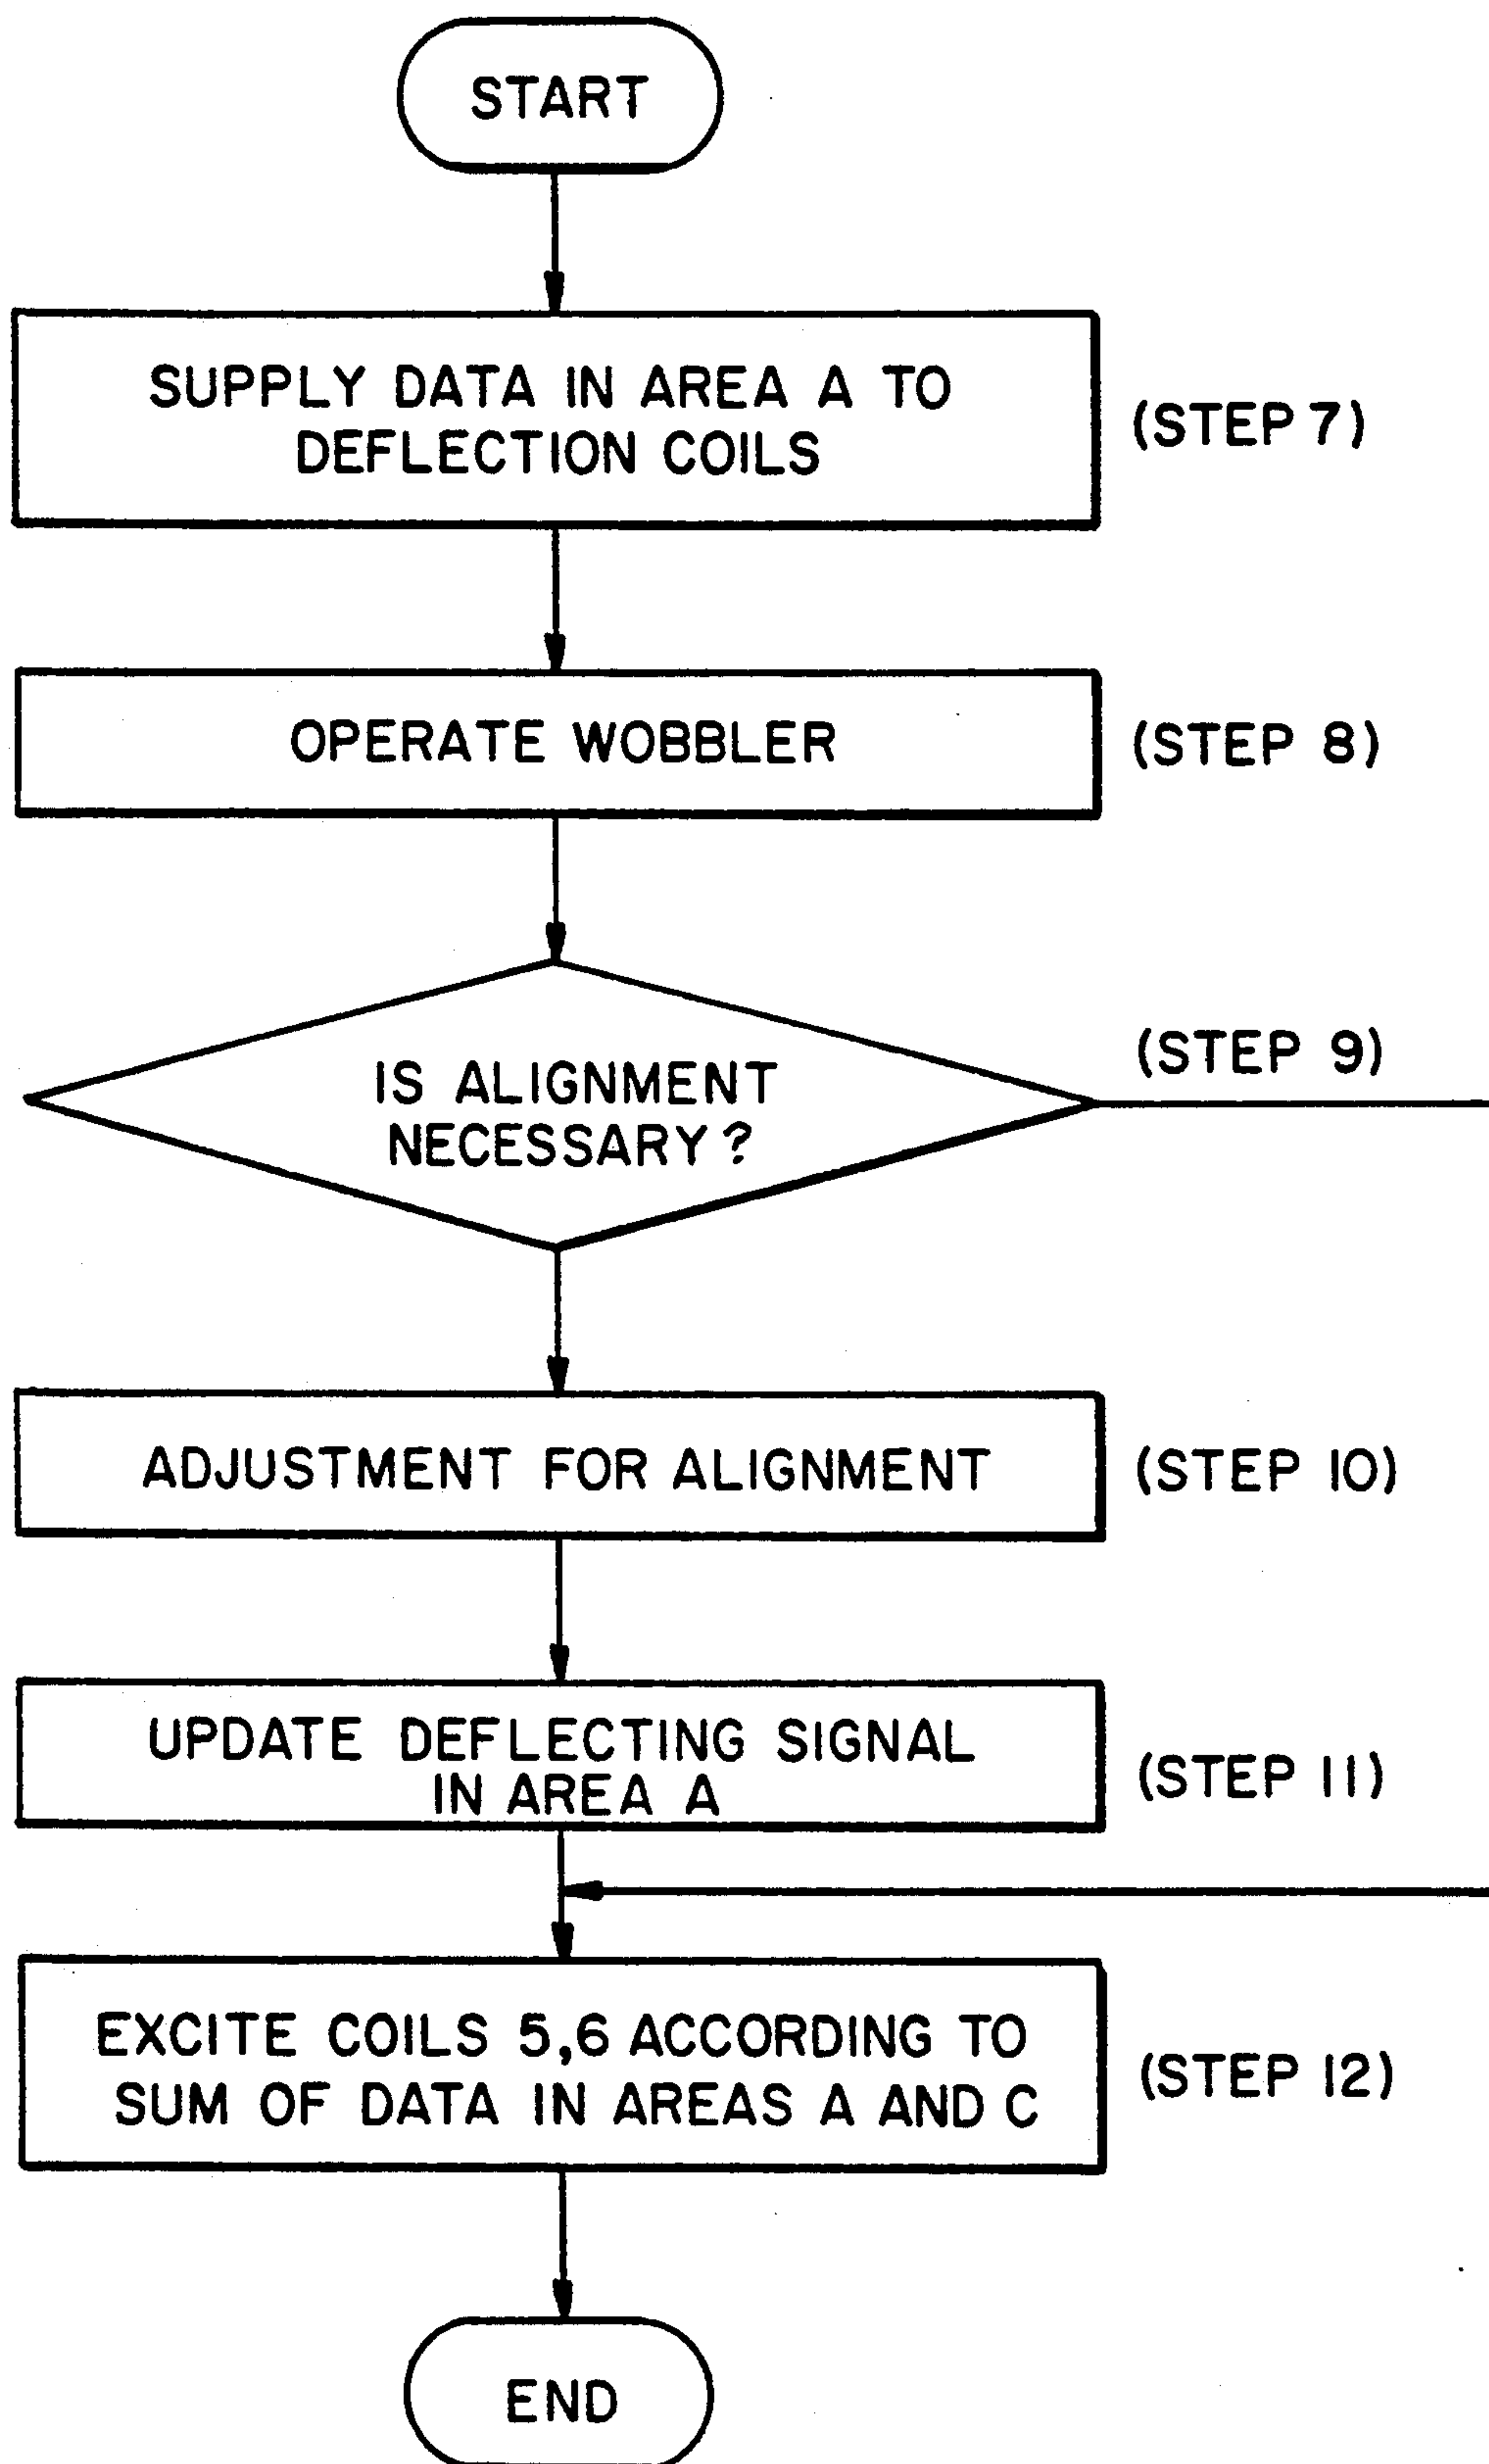 START
SUPPLY DATA IN AREA A TO
DEFLECTION COILS
(STEP 7)
OPERATE WOBBLER
(STEP 8)
IS ALIGNMENT
NECESSARY?
(STEP 9)
ADJUSTMENT FOR ALIGNMENT
(STEP 10)
UPDATE DEFLECTING SIGNAL
IN AREA A
(STEP 11)
EXCITE COILS 5,6 ACCORDING TO
SUM OF DATA IN AREAS A AND C
(STEP 12)
END